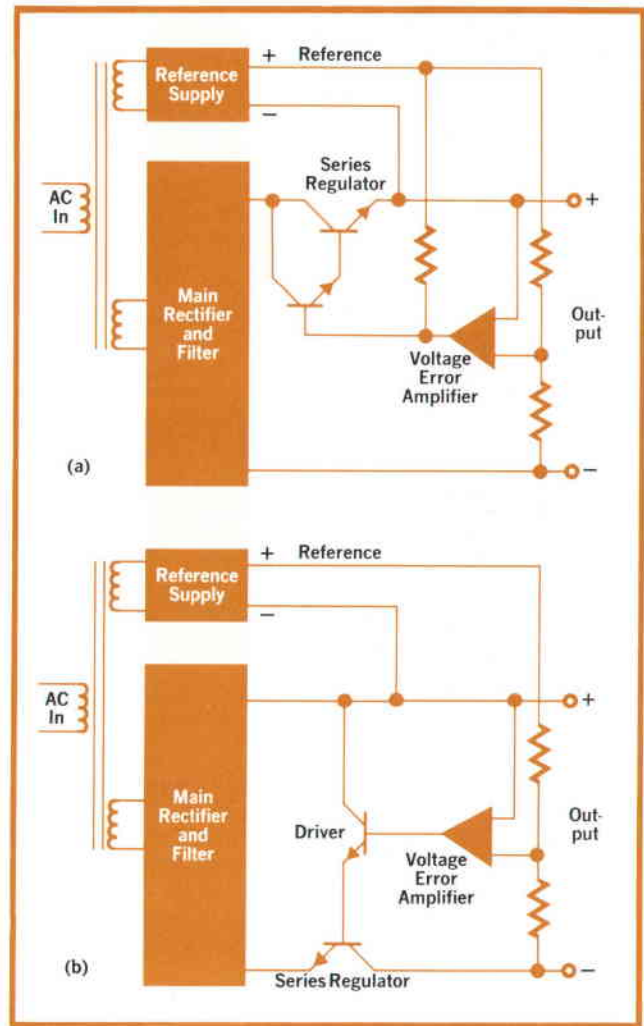 + Reference
Reference
Supply
−
AC
In
Series
Regulator
+
Main
Rectifier
and
Filter
Out-
put
Voltage
Error
Amplifier
(a)
−
+ Reference
Reference
Supply
−
AC
In
+
Main
Rectifier
and
Filter
Driver
Out-
put
Voltage
Error
Amplifier
(b)
−
Series Regulator